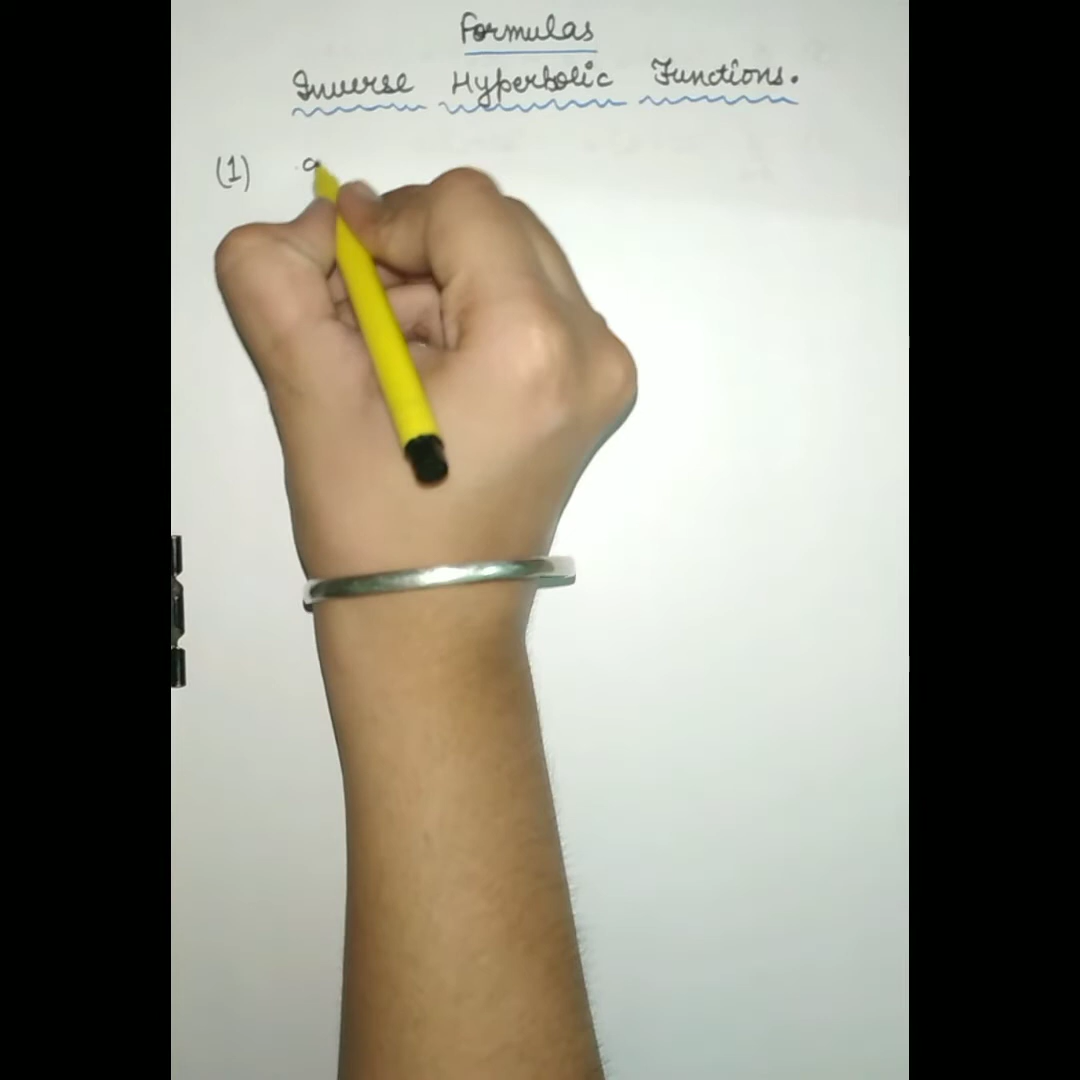 Formulas
Inverse Hyperbolic Functions.
(1)